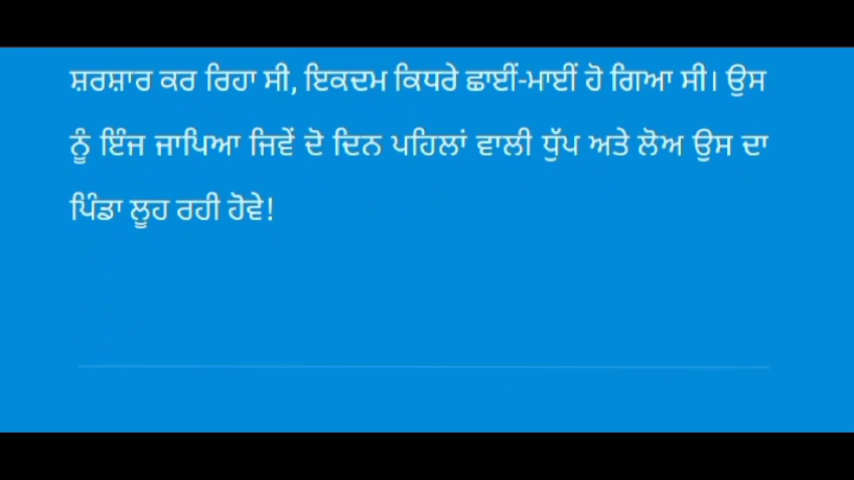 ਸ਼ਰਸ਼ਾਰ ਕਰ ਰਿਹਾ ਸੀ, ਇਕਦਮ ਕਿਧਰੇ ਛਾਈਂ-ਮਾਈਂ ਹੋ ਗਿਆ ਸੀ। ਉਸ
ਨੂੰ ਇੰਜ ਜਾਪਿਆ ਜਿਵੇਂ ਦੋ ਦਿਨ ਪਹਿਲਾਂ ਵਾਲੀ ਧੁੱਪ ਅਤੇ ਲੋਅ ਉਸ ਦਾ
ਪਿੰਡਾ ਲੂਹ ਰਹੀ ਹੋਵੇ!